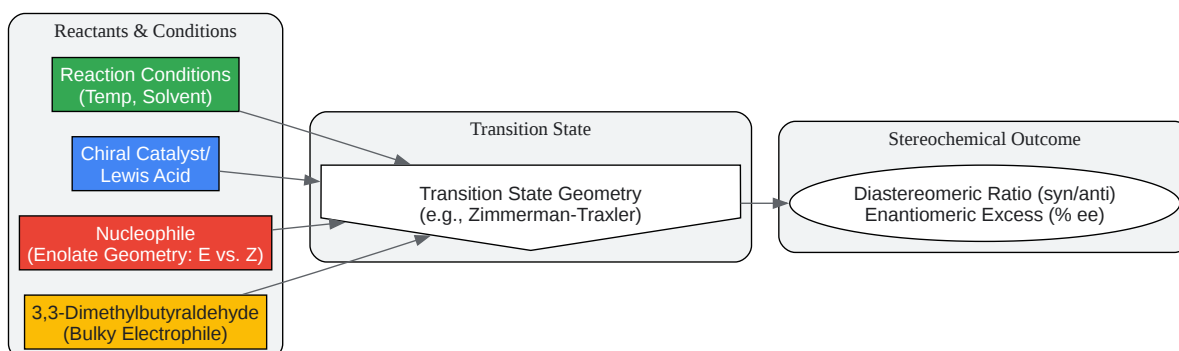 Reactants & Conditions
Reaction Conditions
(Temp, Solvent)
Chiral Catalyst/
Lewis Acid
Nucleophile
(Enolate Geometry: E vs. Z)
3,3-Dimethylbutyraldehyde
(Bulky Electrophile)
Transition State
Transition State Geometry
(e.g., Zimmerman-Traxler)
Stereochemical Outcome
Diastereomeric Ratio (syn/anti)
Enantiomeric Excess (% ee)